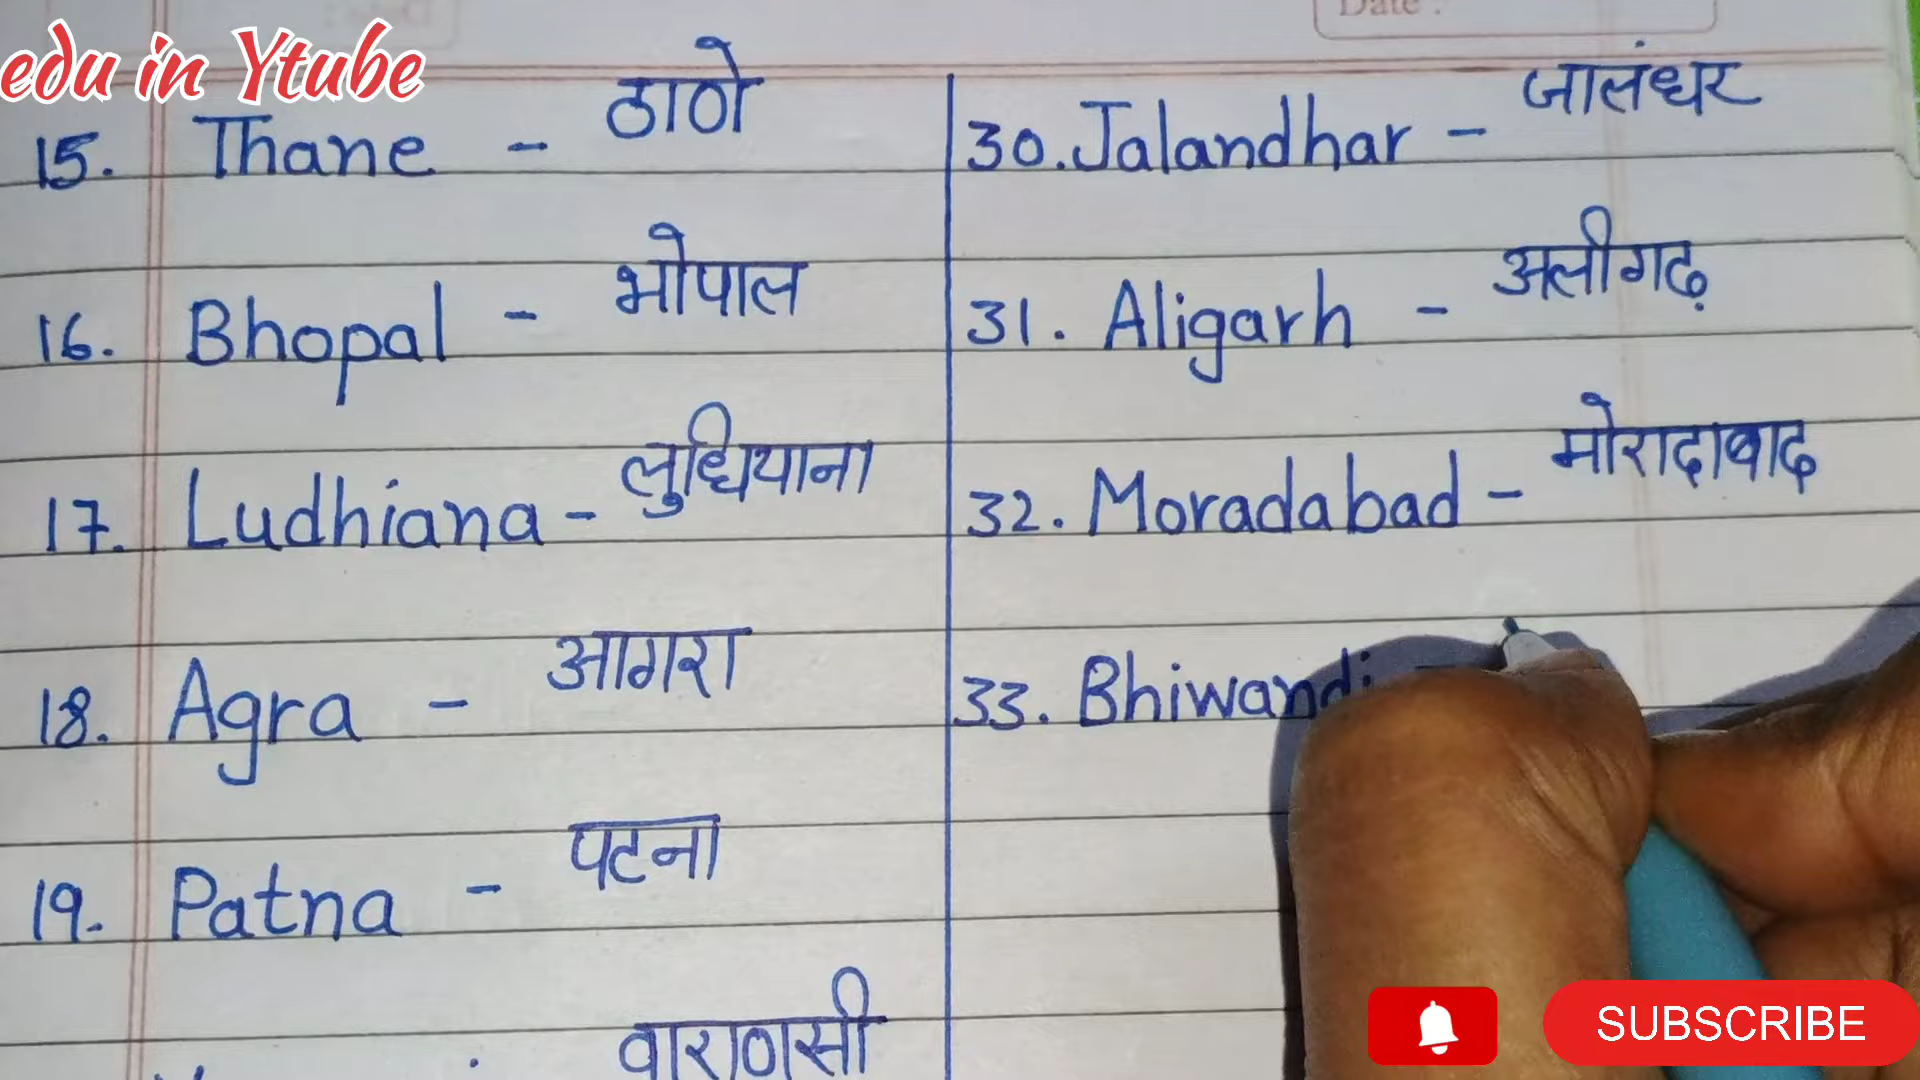 Date :
edu in Ytube
15. Thane - ठाणे
16. Bhopal - भोपाल
17. Ludhiana - लुधियाना
18. Agra - आगरा
19. Patna - पटना
वाराणसी
30. Jalandhar - जालंधर
31. Aligarh - अलीगढ़
32. Moradabad - मोरादाबाद
33. Bhiwandi -
SUBSCRIBE